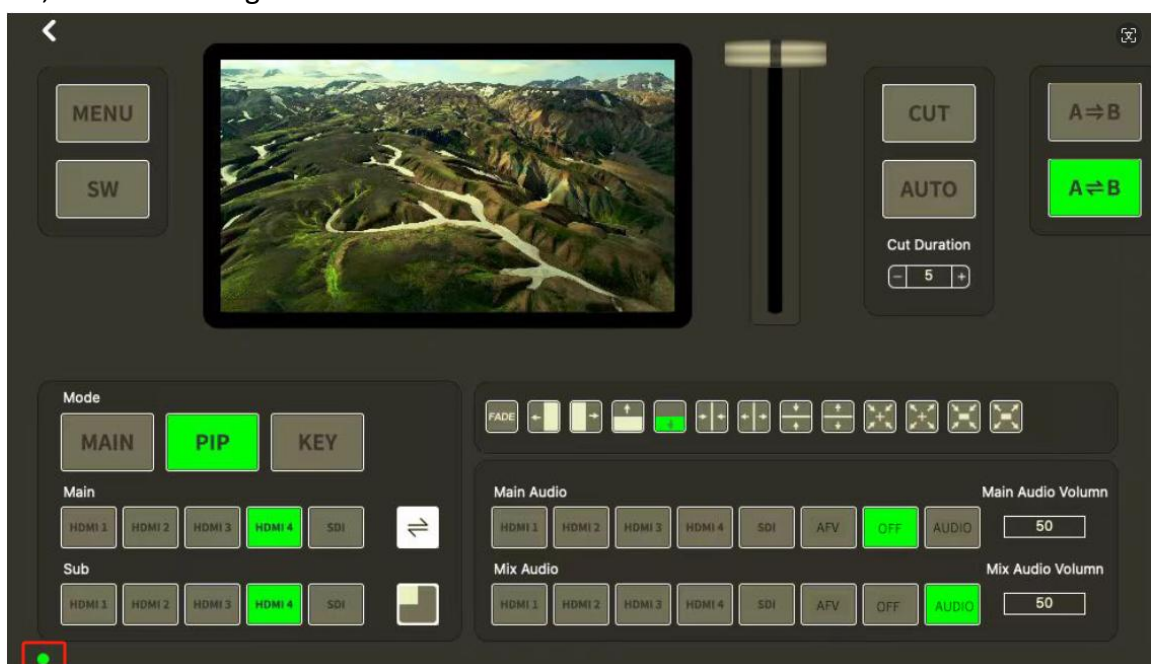 MENU
SW
CUT
AUTO
Cut Duration
- 5 +
A⇒B
A⇌B
Mode
MAIN PIP KEY
Main
HDMI 1 HDMI 2 HDMI 3 HDMI 4 SDI
Sub
HDMI 1 HDMI 2 HDMI 3 HDMI 4 SDI
FADE
Main Audio Main Audio Volumn
HDMI 1 HDMI 2 HDMI 3 HDMI 4 SDI AFV OFF AUDIO 50
Mix Audio Mix Audio Volumn
HDMI 1 HDMI 2 HDMI 3 HDMI 4 SDI AFV OFF AUDIO 50